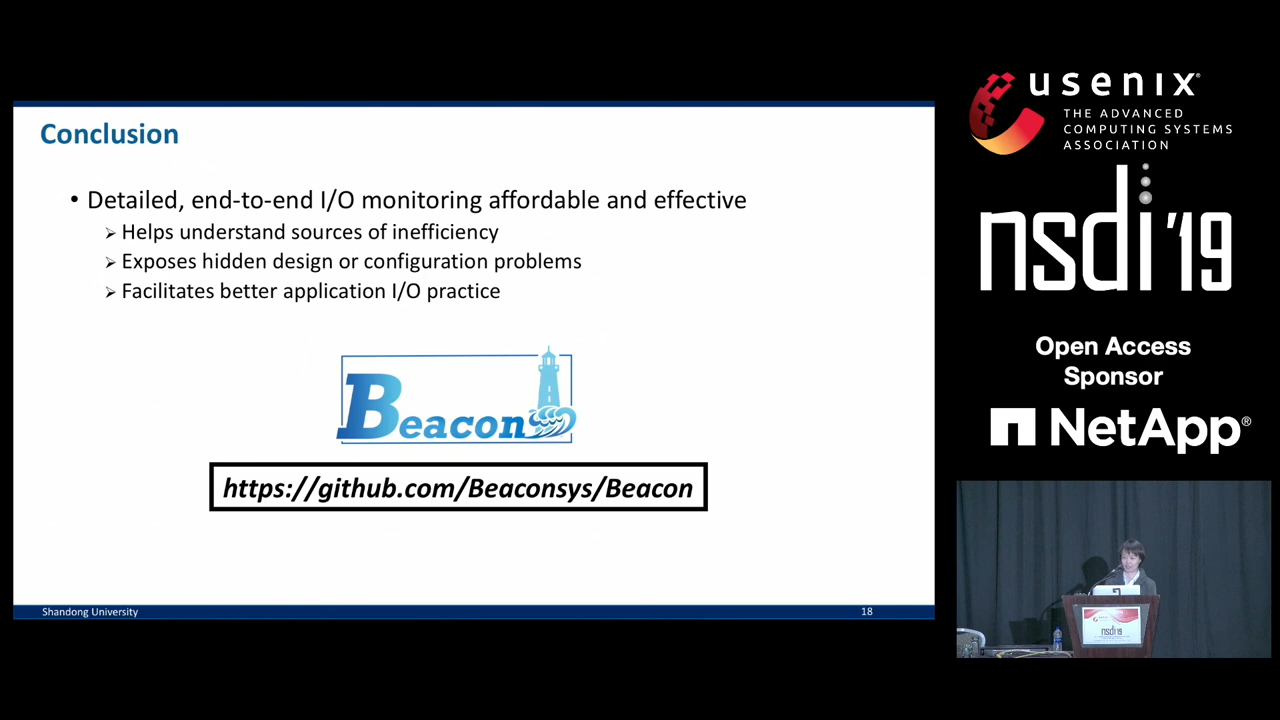 Conclusion
• Detailed, end-to-end I/O monitoring affordable and effective
➢ Helps understand sources of inefficiency
➢ Exposes hidden design or configuration problems
➢ Facilitates better application I/O practice
Beacon
https://github.com/Beaconsys/Beacon
Shandong University
18
usenix®
THE ADVANCED
COMPUTING SYSTEMS
ASSOCIATION
nsdi '19
Open Access
Sponsor
NetApp®
nsdi '19